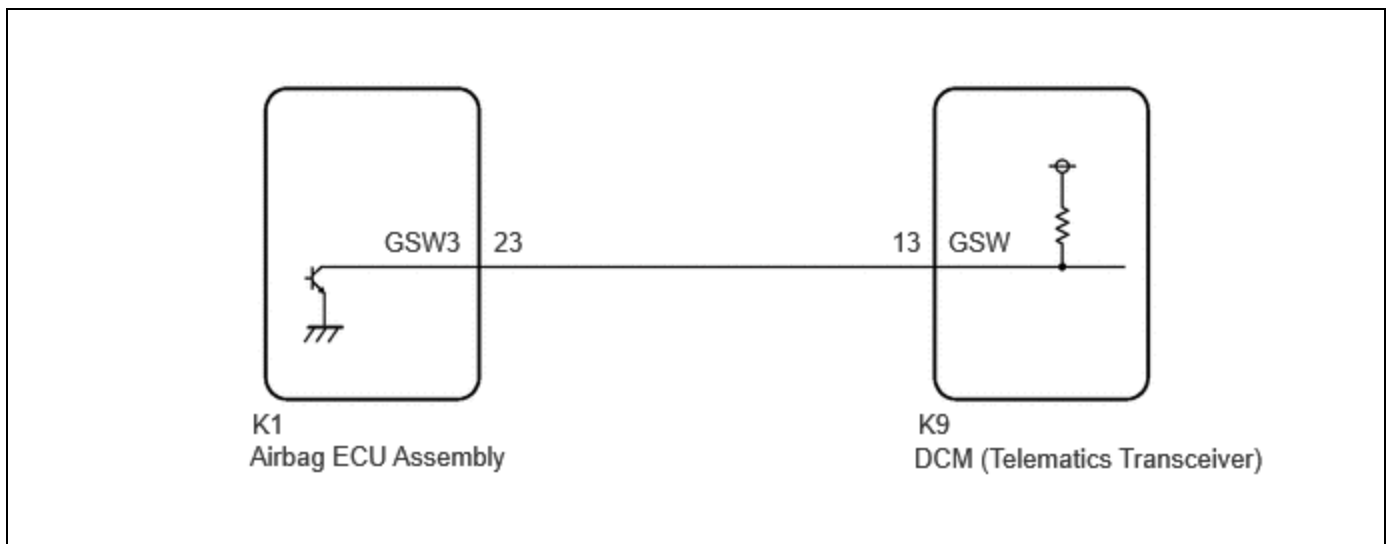 GSW3 23
13 GSW
K1
Airbag ECU Assembly
K9
DCM (Telematics Transceiver)